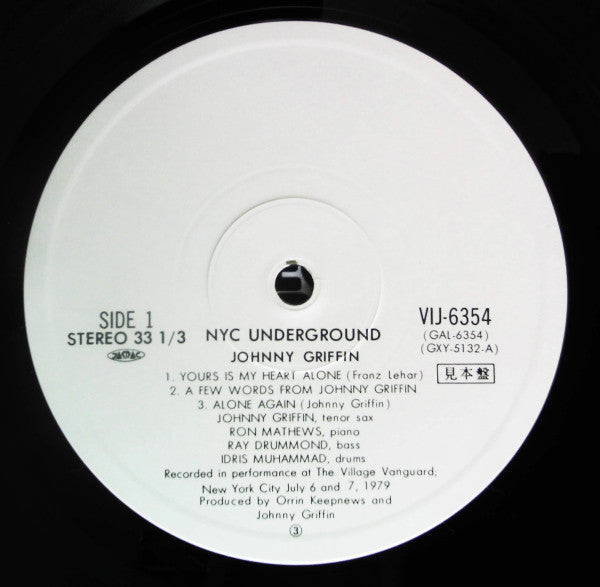 SIDE 1
STEREO 33 1/3
NYC UNDERGROUND
JOHNNY GRIFFIN
VIJ-6354
(GAL-6354)
(GXY-5132-A)
見本盤
1. YOURS IS MY HEART ALONE (Franz Lehar)
2. A FEW WORDS FROM JOHNNY GRIFFIN
3. ALONE AGAIN (Johnny Griffin)
JOHNNY GRIFFIN, tenor sax
RON MATHEWS, piano
RAY DRUMMOND, bass
IDRIS MUHAMMAD, drums
Recorded in performance at The Village Vanguard;
New York City July 6 and 7, 1979
Produced by Orrin Keepnews and
Johnny Griffin
③